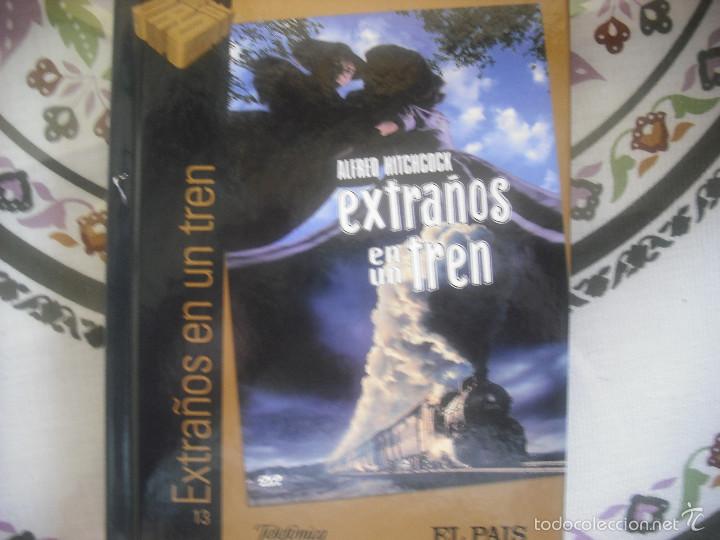 13 Extraños en un tren
ALFRED HITCHCOCK
extraños
en un tren
DVD
Telefónica
EL PAIS
todocoleccion.net